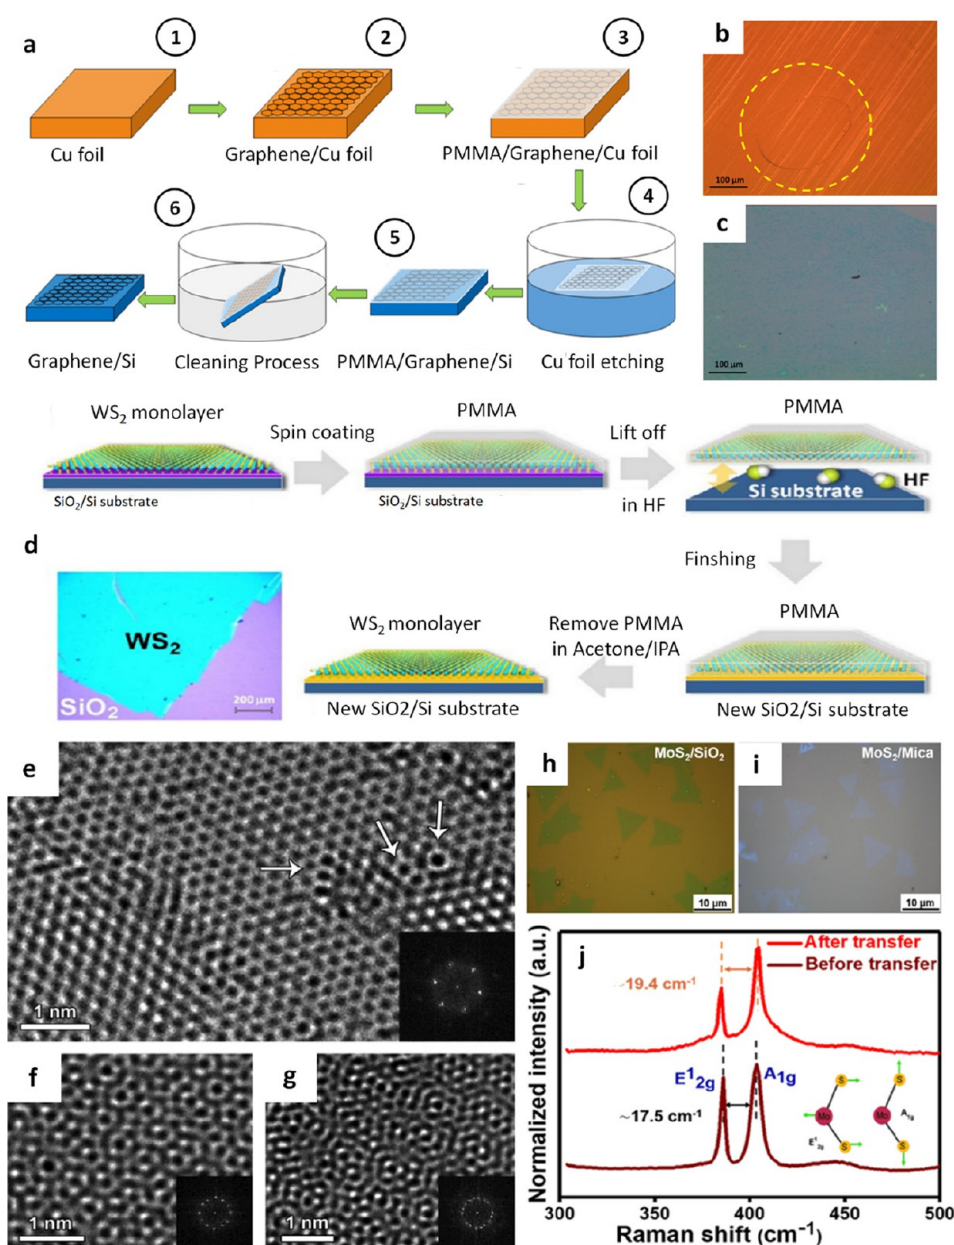 a
1
2
3
Cu foil
Graphene/Cu foil
PMMA/Graphene/Cu foil
6
5
4
Graphene/Si
Cleaning Process
PMMA/Graphene/Si
Cu foil etching
b
100 μm
c
100 μm
WS₂ monolayer
Spin coating
PMMA
Lift off
in HF
PMMA
SiO₂/Si substrate
SiO₂/Si substrate
Si substrate
HF
d
WS₂
SiO₂
200 μm
Finshing
WS₂ monolayer
Remove PMMA
in Acetone/IPA
PMMA
New SiO2/Si substrate
New SiO2/Si substrate
e
1 nm
f
1 nm
g
1 nm
h
MoS₂/SiO₂
10 μm
i
MoS₂/Mica
10 μm
j
After transfer
Before transfer
~19.4 cm⁻¹
E¹₂g
A₁g
~17.5 cm⁻¹
S
S
Mo
Mo
A₁g
E¹₂g
S
S
Normalized intensity (a.u.)
300
350
400
450
500
Raman shift (cm⁻¹)